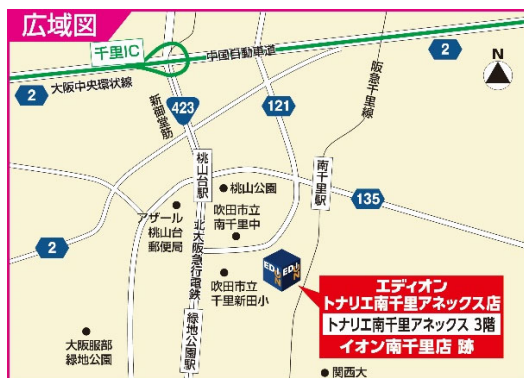 広域図
千里IC
中国自動車道
2
2
大阪中央環状線
新御堂筋
423
121
阪急千里線
N
桃山台駅
桃山公園
南千里駅
135
アザール
桃山台
郵便局
吹田市立
南千里中
北大阪急行電鉄
2
吹田市立
千里新田小
EDION
EDION
緑地公園駅
エディオン
トナリエ南千里アネックス店
トナリエ南千里アネックス 3階
イオン南千里店 跡
大阪服部
緑地公園
関西大